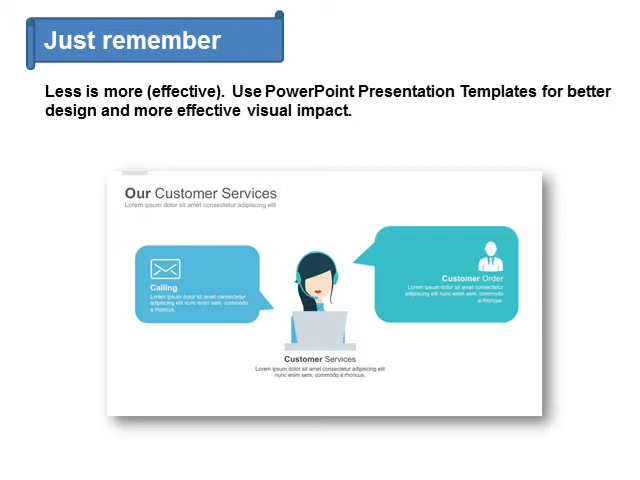 Just remember
Less is more (effective). Use PowerPoint Presentation Templates for better
design and more effective visual impact.
Our Customer Services
Lorem ipsum dolor sit amet consectetur adipiscing elit
Calling
Lorem ipsum dolor sit amet, consectetur
adipiscing elit enim nunc enim sem,
commodo a rhoncus.
Customer Order
Lorem ipsum dolor sit amet, consectetur
adipiscing elit nunc enim sem, commodo
a rhoncus.
Customer Services
Lorem ipsum dolor sit amet, consectetur adipiscing elit
nunc enim sem, commodo a rhoncus.